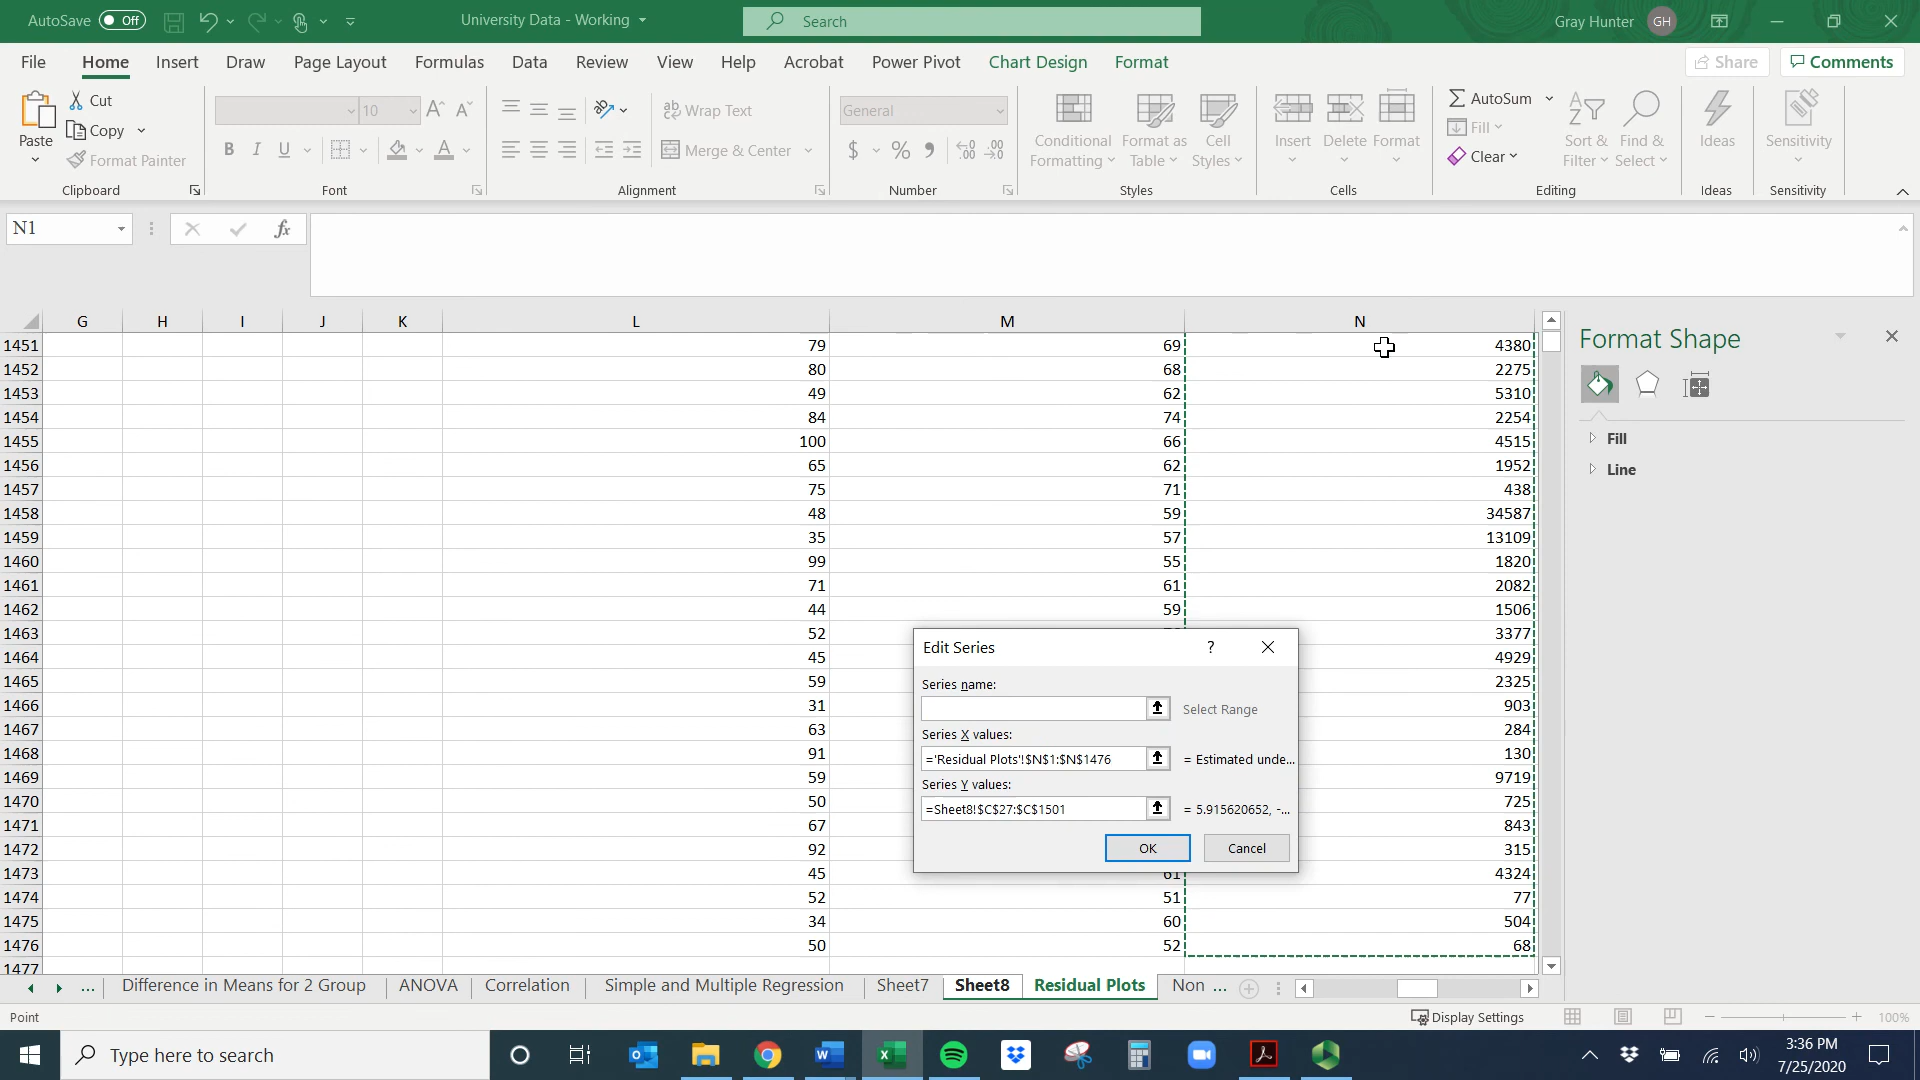 AutoSave Off
University Data - Working
Search
Gray Hunter GH
File Home Insert Draw Page Layout Formulas Data Review View Help Acrobat Power Pivot Chart Design Format
Share Comments
Paste
Cut
Copy
Format Painter
Clipboard
10
B I U
A
Font
ab Wrap Text
Merge & Center
Alignment
General
$ % 9
Number
Conditional Formatting
Format as Table
Cell Styles
Styles
Insert Delete Format
Cells
AutoSum
Fill
Clear
Sort & Filter
Find & Select
Editing
Ideas
Ideas
Sensitivity
Sensitivity
N1
fx
G H I J K L M N
1451 79 69 4380
1452 80 68 2275
1453 49 62 5310
1454 84 74 2254
1455 100 66 4515
1456 65 62 1952
1457 75 71 438
1458 48 59 34587
1459 35 57 13109
1460 99 55 1820
1461 71 61 2082
1462 44 59 1506
1463 52 3377
1464 45 4929
1465 59 2325
1466 31 903
1467 63 284
1468 91 130
1469 59 9719
1470 50 725
1471 67 843
1472 92 315
1473 45 61 4324
1474 52 51 77
1475 34 60 504
1476 50 52 68
1477
Edit Series ?
Series name:
Select Range
Series X values:
='Residual Plots'!$N$1:$N$1476 = Estimated unde...
Series Y values:
=Sheet8!$C$27:$C$1501 = 5.915620652, -...
OK Cancel
Format Shape
Fill
Line
... Difference in Means for 2 Group ANOVA Correlation Simple and Multiple Regression Sheet7 Sheet8 Residual Plots Non ...
Point
Display Settings
100%
Type here to search
3:36 PM
7/25/2020